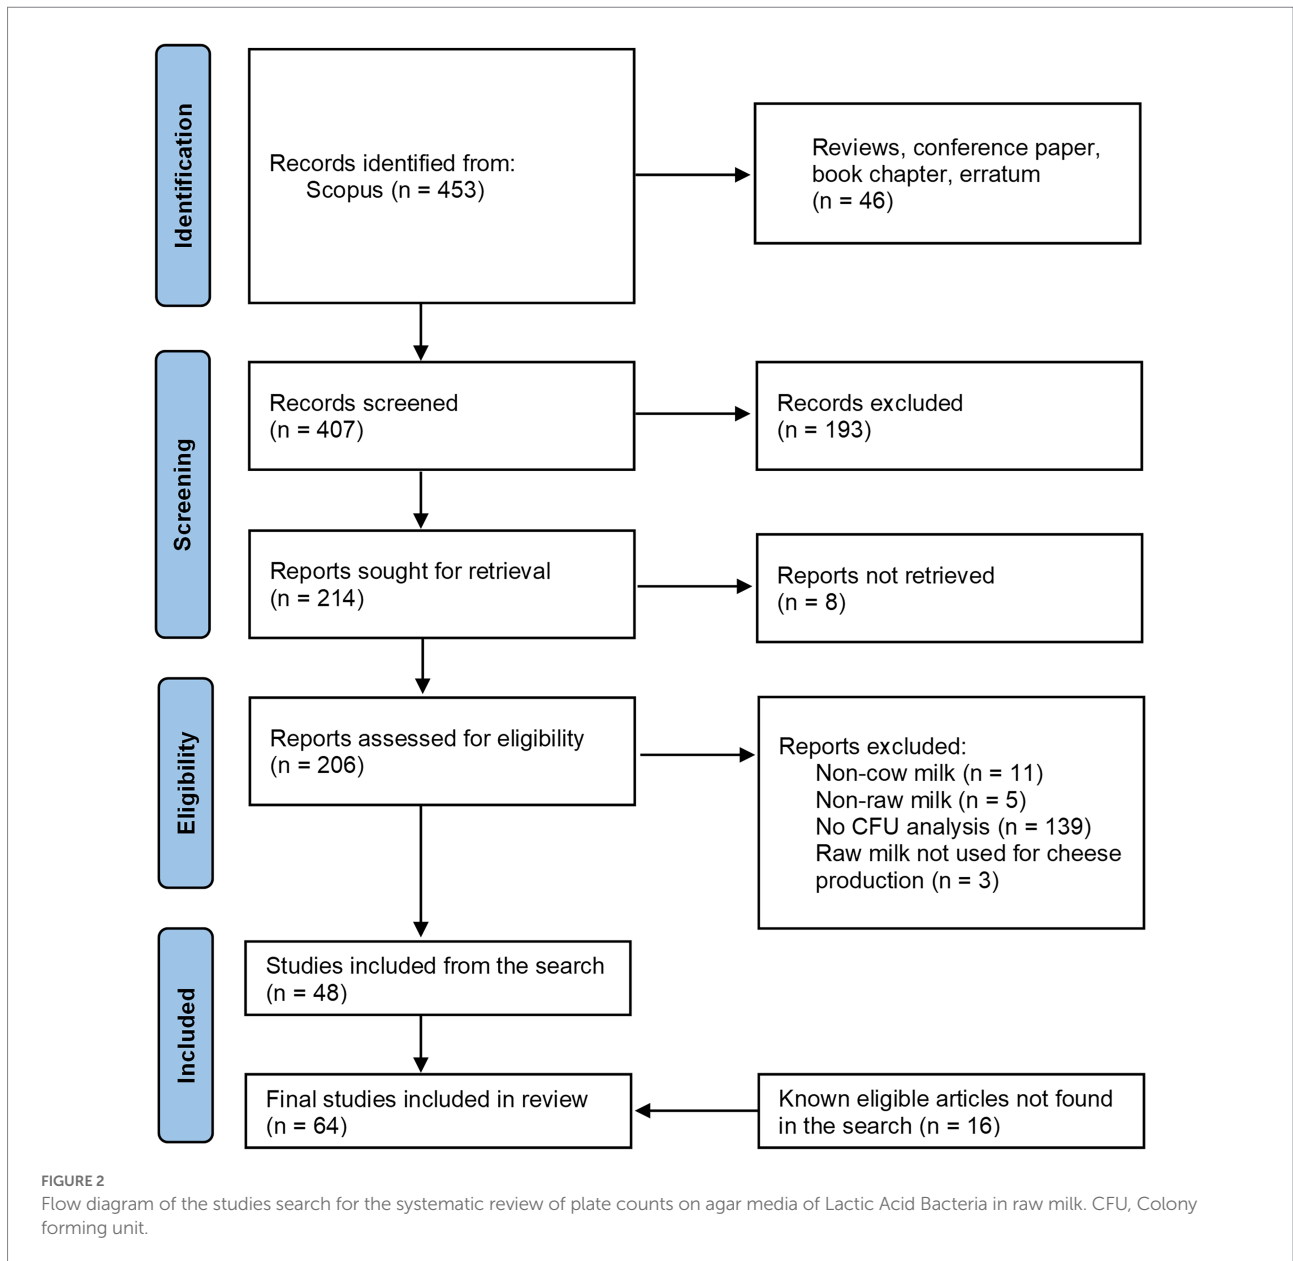 Identification
Records identified from:
Scopus (n = 453)
Reviews, conference paper,
book chapter, erratum
(n = 46)
Screening
Records screened
(n = 407)
Records excluded
(n = 193)
Reports sought for retrieval
(n = 214)
Reports not retrieved
(n = 8)
Eligibility
Reports assessed for eligibility
(n = 206)
Reports excluded:
Non-cow milk (n = 11)
Non-raw milk (n = 5)
No CFU analysis (n = 139)
Raw milk not used for cheese
production (n = 3)
Included
Studies included from the search
(n = 48)
Final studies included in review
(n = 64)
Known eligible articles not found
in the search (n = 16)
FIGURE 2
Flow diagram of the studies search for the systematic review of plate counts on agar media of Lactic Acid Bacteria in raw milk. CFU, Colony
forming unit.